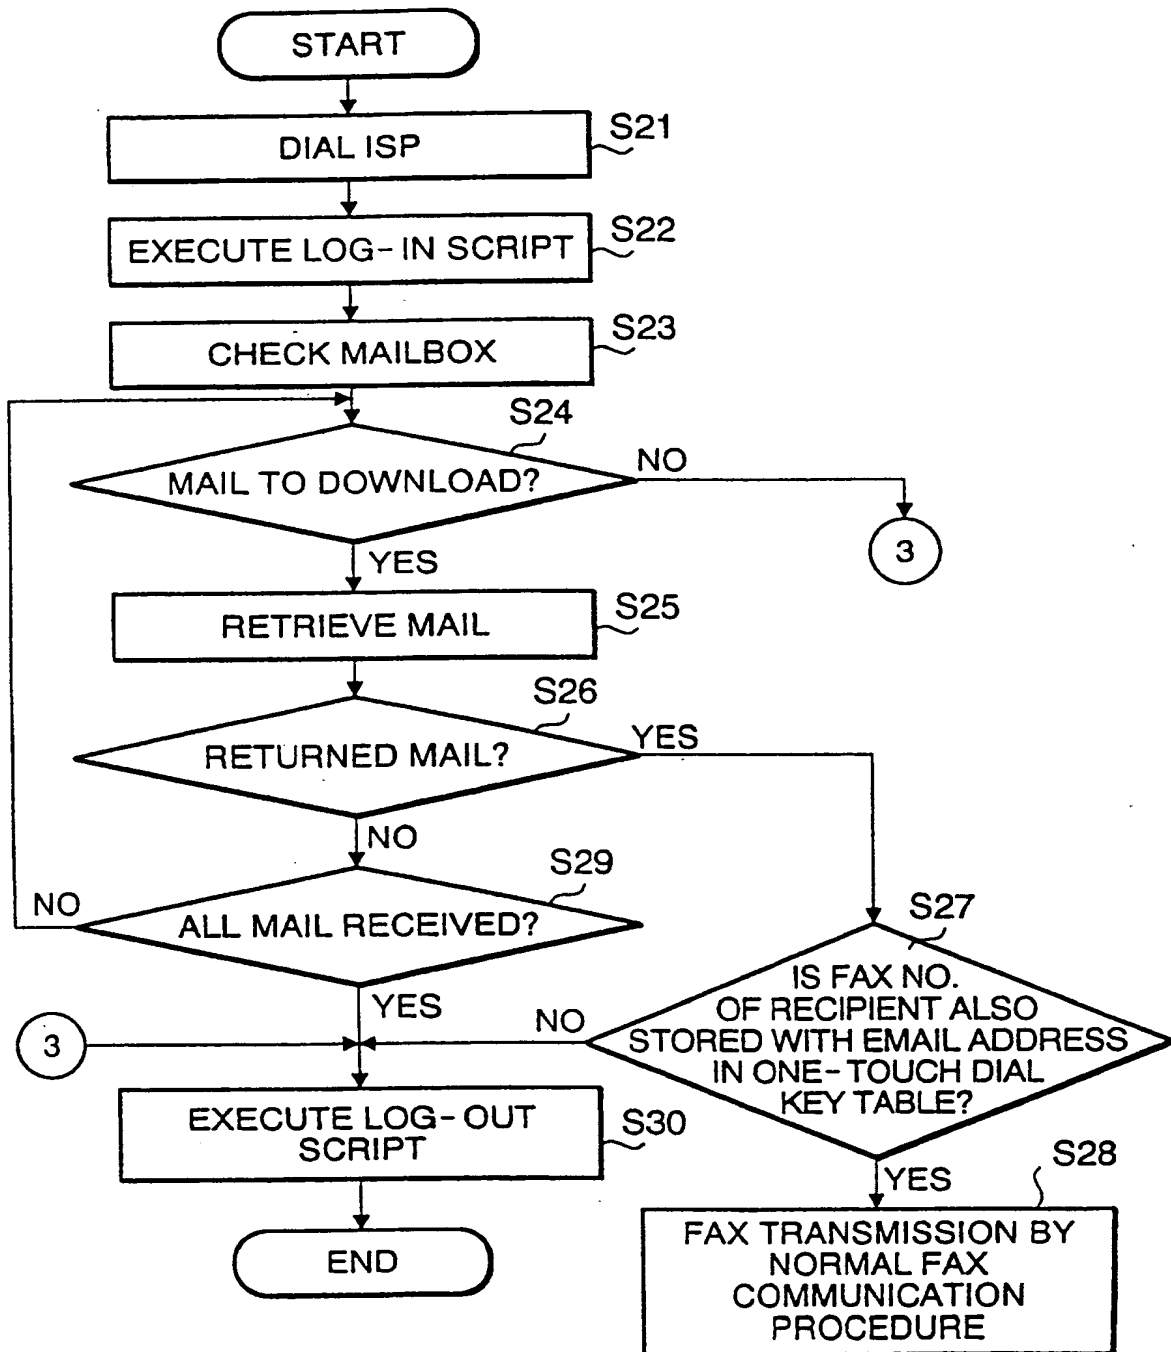 START
S21
DIAL ISP
S22
EXECUTE LOG-IN SCRIPT
S23
CHECK MAILBOX
S24
MAIL TO DOWNLOAD?
NO
3
YES
S25
RETRIEVE MAIL
S26
RETURNED MAIL?
YES
NO
S29
NO
ALL MAIL RECEIVED?
S27
IS FAX NO.
OF RECIPIENT ALSO
STORED WITH EMAIL ADDRESS
IN ONE-TOUCH DIAL
KEY TABLE?
YES
NO
3
EXECUTE LOG-OUT
SCRIPT
S30
YES
S28
FAX TRANSMISSION BY
NORMAL FAX
COMMUNICATION
PROCEDURE
END